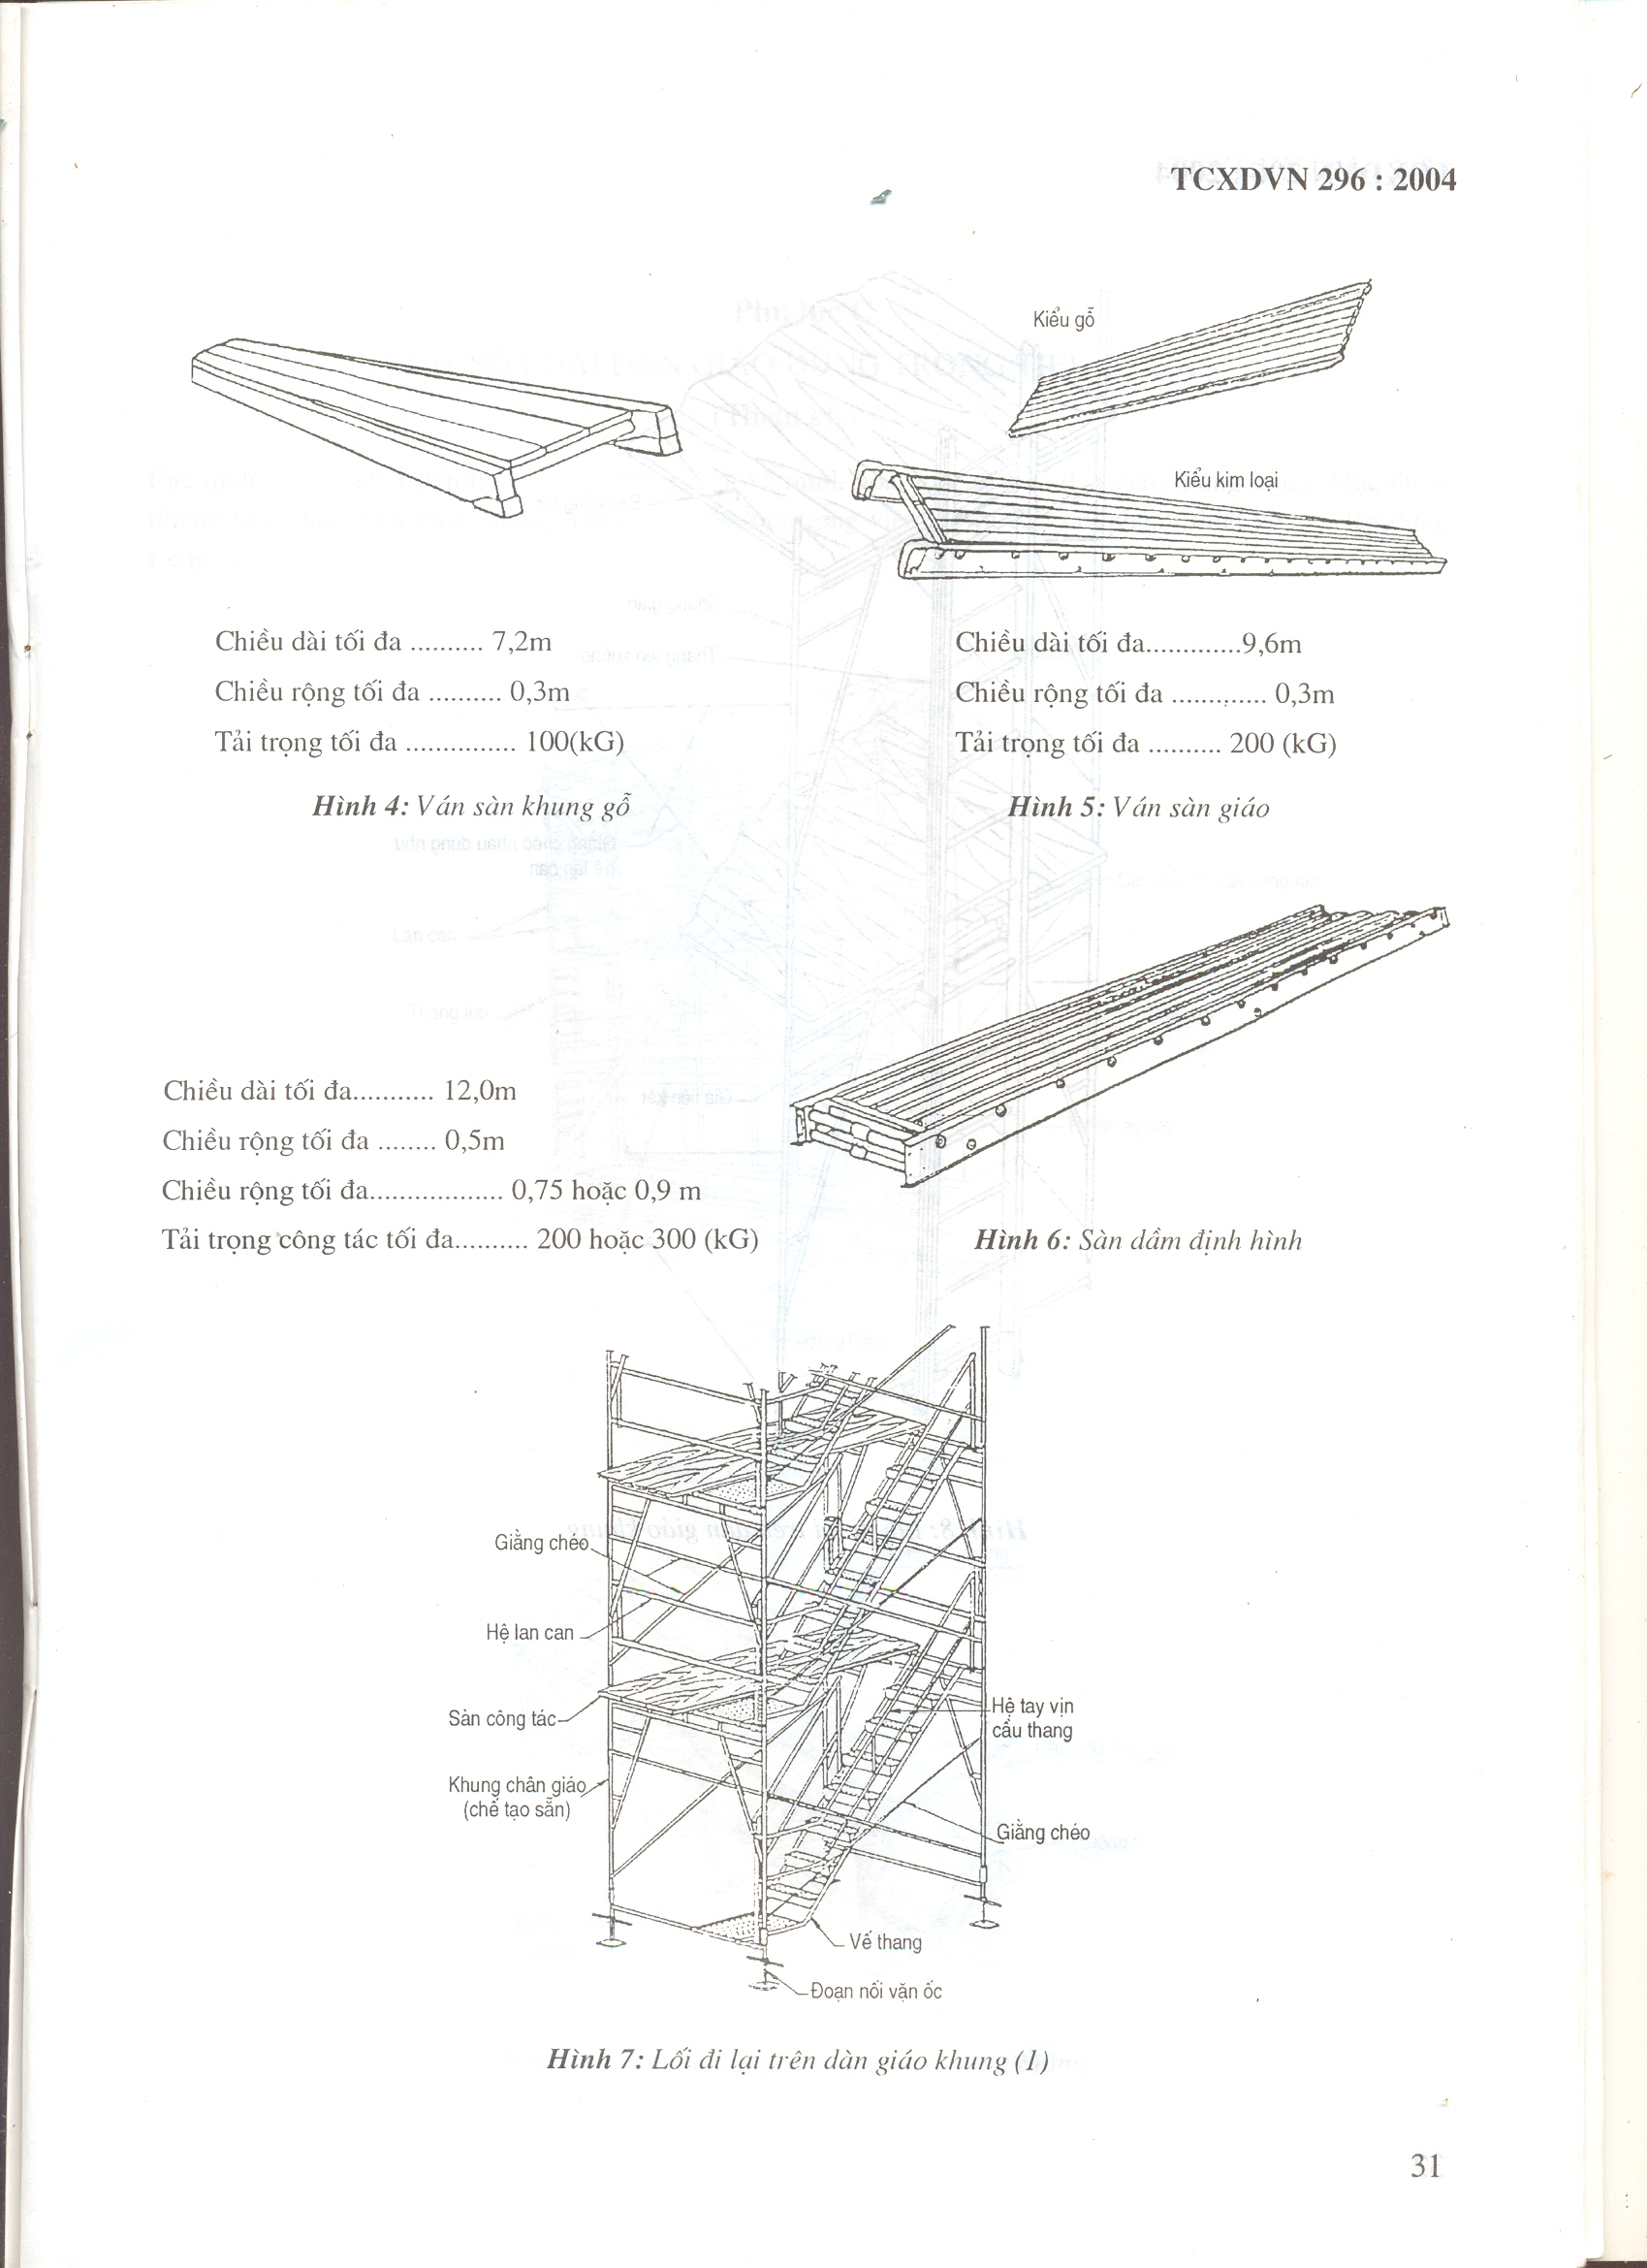 TCXDVN 296 : 2004
Kiểu gỗ
Kiểu kim loại
Chiều dài tối đa .......... 7,2m
Chiều rộng tối đa .......... 0,3m
Tải trọng tối đa ............... 100(kG)
Hình 4: Ván sàn khung gỗ
Chiều dài tối đa.............9,6m
Chiều rộng tối đa ............. 0,3m
Tải trọng tối đa .......... 200 (kG)
Hình 5: Ván sàn giáo
Chiều dài tối đa........... 12,0m
Chiều rộng tối đa ........ 0,5m
Chiều rộng tối đa.................. 0,75 hoặc 0,9 m
Tải trọng công tác tối đa.......... 200 hoặc 300 (kG)
Hình 6: Sàn dầm định hình
Giằng chéo
Hệ lan can
Sàn công tác
Khung chân giáo
(chế tạo sẵn)
Hệ tay vịn
cầu thang
Giằng chéo
Vế thang
Đoạn nối vặn ốc
Hình 7: Lối đi lại trên dàn giáo khung (1)
31